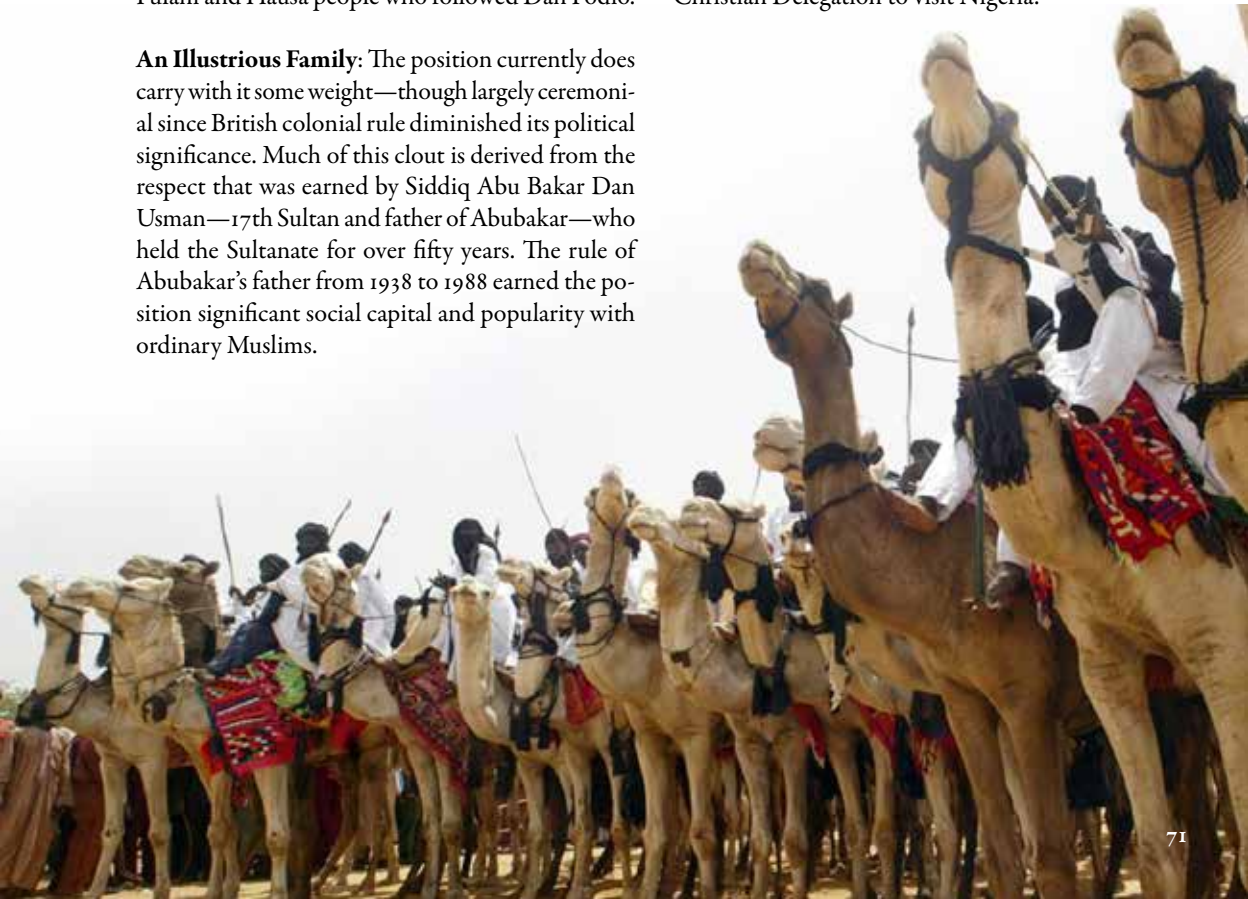 Fulani and Hausa people who followed Dan Fodio.
Christian Delegation to visit Nigeria.
An Illustrious Family: The position currently does
carry with it some weight—though largely ceremoni-
al since British colonial rule diminished its political
significance. Much of this clout is derived from the
respect that was earned by Siddiq Abu Bakar Dan
Usman—17th Sultan and father of Abubakar—who
held the Sultanate for over fifty years. The rule of
Abubakar’s father from 1938 to 1988 earned the po-
sition significant social capital and popularity with
ordinary Muslims.
71